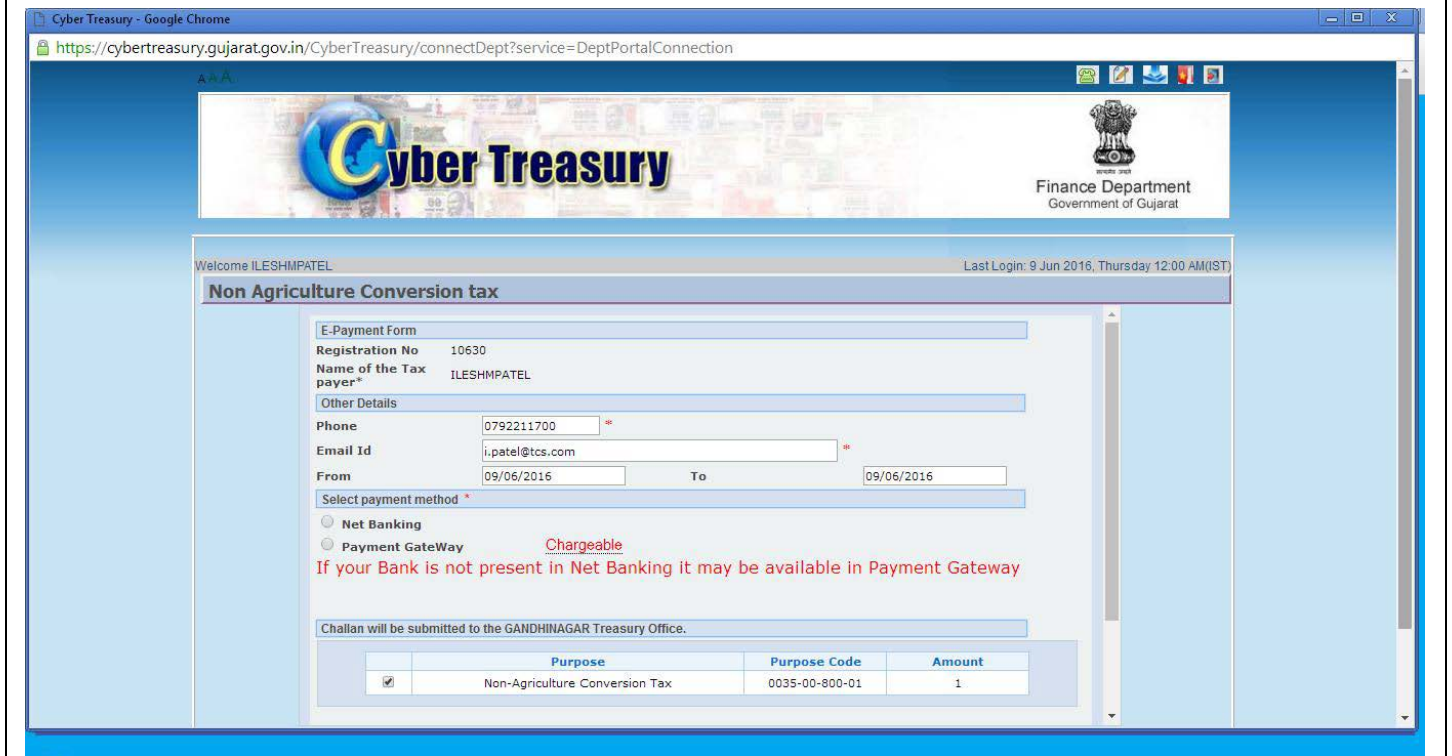 Cyber Treasury - Google Chrome
https://cybertreasury.gujarat.gov.in/CyberTreasury/connectDept?service=DeptPortalConnection
A A A
Cyber Treasury
सत्यमेव जयते
Finance Department
Government of Gujarat
Welcome ILESHMPATEL Last Login: 9 Jun 2016, Thursday 12:00 AM(IST)
Non Agriculture Conversion tax
E-Payment Form
Registration No 10630
Name of the Tax
payer* ILESHMPATEL
Other Details
Phone 0792211700 *
Email Id i.patel@tcs.com *
From 09/06/2016 To 09/06/2016
Select payment method *
Net Banking
Payment GateWay Chargeable
If your Bank is not present in Net Banking it may be available in Payment Gateway
Challan will be submitted to the GANDHINAGAR Treasury Office.
Purpose Purpose Code Amount
Non-Agriculture Conversion Tax 0035-00-800-01 1